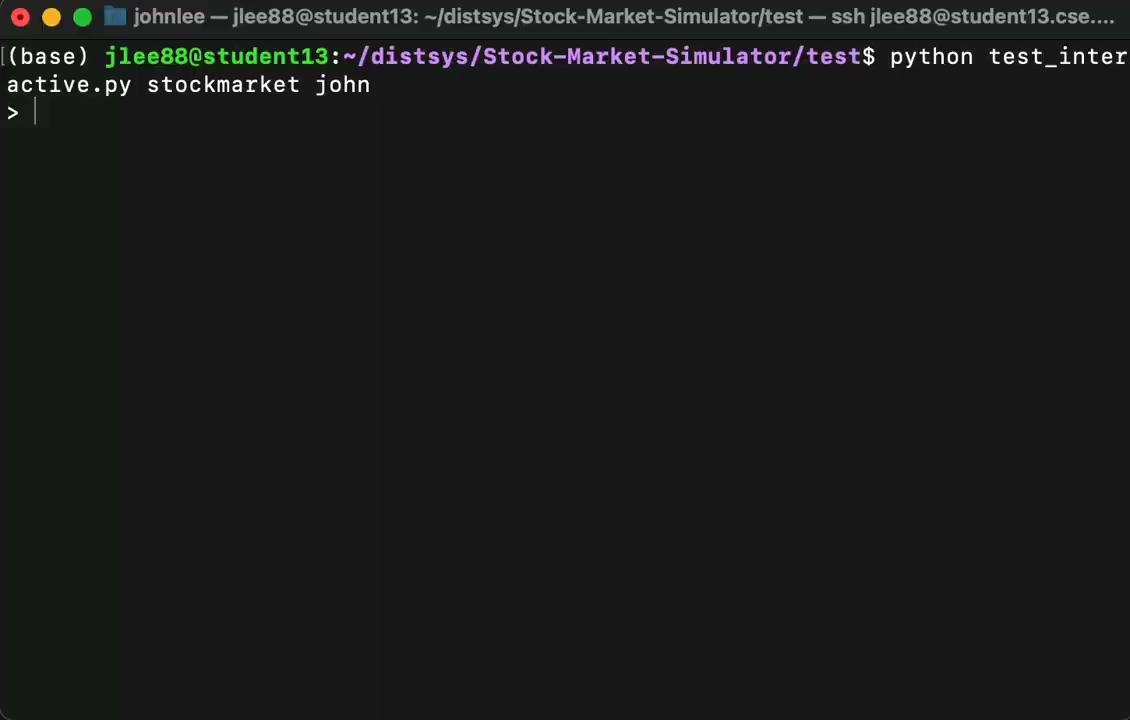 johnlee — jlee88@student13: ~/distsys/Stock-Market-Simulator/test — ssh jlee88@student13.cse....
(base) jlee88@student13:~/distsys/Stock-Market-Simulator/test$ python test_inter
active.py stockmarket john
>